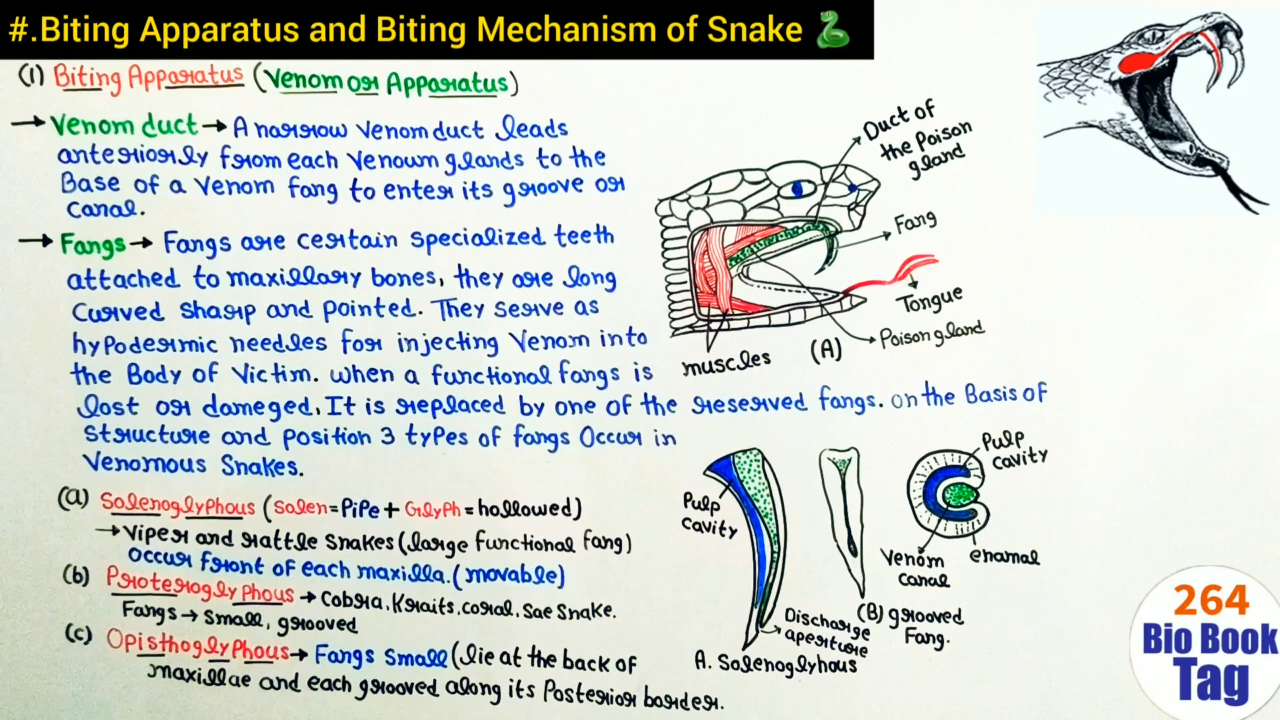 #.Biting Apparatus and Biting Mechanism of Snake 🐍
(1) Biting Apparatus (Venom or Apparatus)
→ Venom duct → A narrow Venom duct leads
anteriorly from each Venown glands to the
Base of a Venom fang to enter its groove or
Canal.
→ Fangs → Fangs are certain specialized teeth
attached to maxillary bones, they are long
Curved sharp and pointed. They serve as
hypodermic needles for injecting Venom into
the Body of Victim. When a functional fangs is
lost or dameged. It is replaced by one of the reserved fangs. on the Basis of
Structure and position 3 types of fangs Occur in
Venomous Snakes.
(a) Solenoglyphous (Solen=PiPe + Glyph = hollowed)
→ Viper and rattle Snakes (large functional fang)
occur front of each maxilla. (movable)
(b) Proteroglyphous → Cobra, Kraits, coral, Sae Snake.
Fangs → Small, grooved
(c) Opisthoglyphous → Fangs Small (lie at the back of
maxillae and each grooved along its Posterior border.
Duct of
the Poison
gland
Fang
Tongue
Poison gland
muscles
(A)
Pulp
cavity
Discharge
aperture
A. Solenoglyhous
(B) grooved
Fang.
Pulp
cavity
Venom
canal
enamal
264
Bio Book
Tag